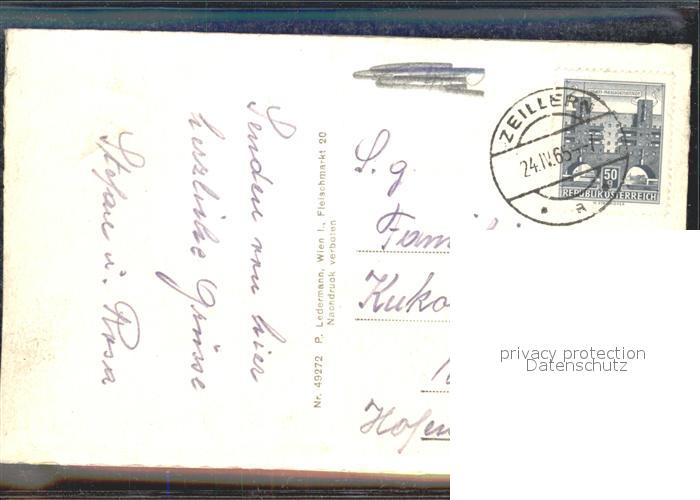 Senden von hier
herzliche Grüsse
Stefan u. Rosa
Nr. 49272 P. Ledermann, Wien I., Fleischmarkt 20
Nachdruck verboten
ZEILLERN
24.IV.65
a
50
REPUBLIK ÖSTERREICH
S. g
Fam
Kuko
Hofen
privacy protection
Datenschutz